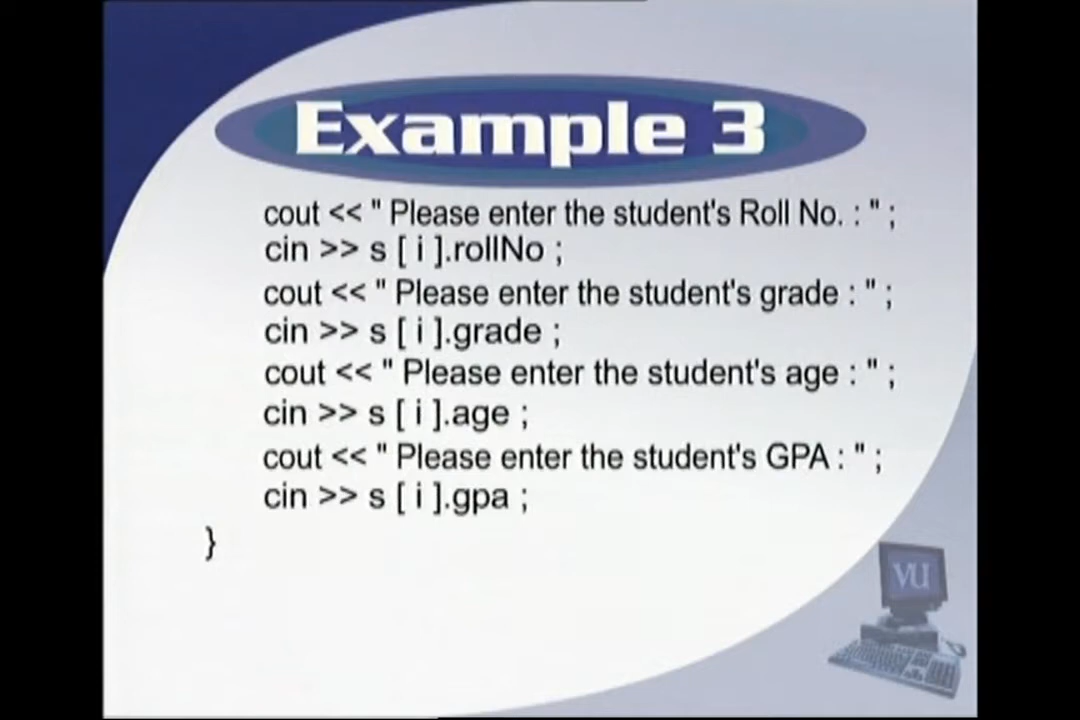 Example 3
cout << " Please enter the student's Roll No. : " ;
cin >> s [ i ].rollNo ;
cout << " Please enter the student's grade : " ;
cin >> s [ i ].grade ;
cout << " Please enter the student's age : " ;
cin >> s [ i ].age ;
cout << " Please enter the student's GPA : " ;
cin >> s [ i ].gpa ;
}
VU